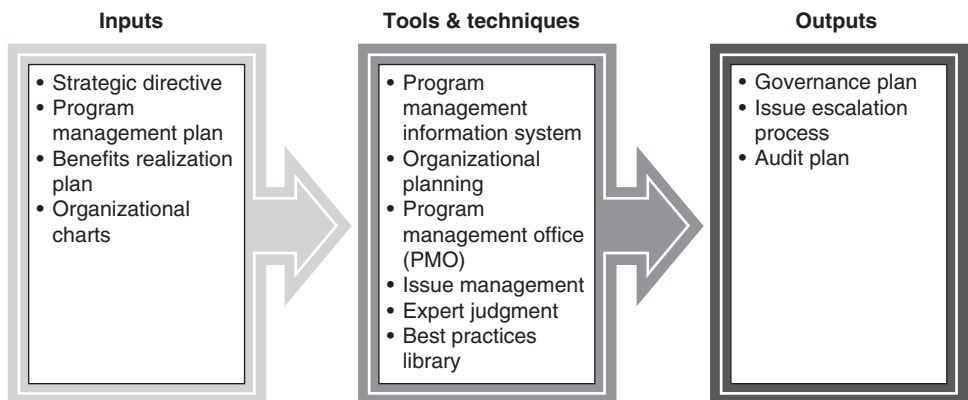 Inputs
• Strategic directive
• Program
management plan
• Benefits realization
plan
• Organizational
charts
Tools & techniques
• Program
management
information system
• Organizational
planning
• Program
management office
(PMO)
• Issue management
• Expert judgment
• Best practices
library
Outputs
• Governance plan
• Issue escalation
process
• Audit plan